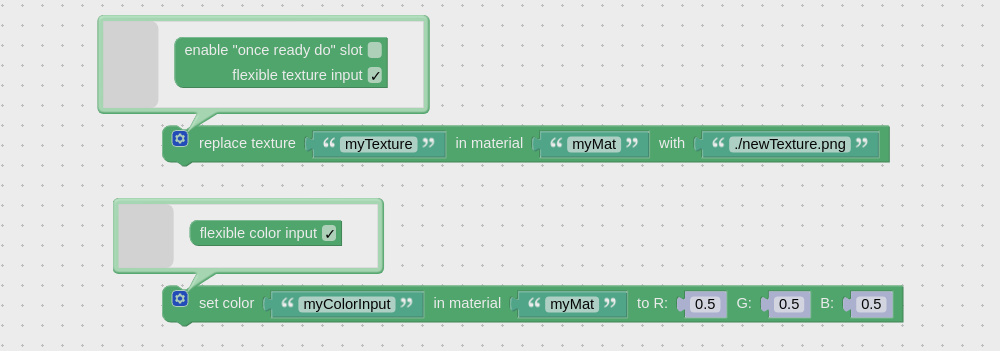 enable "once ready do" slot
flexible texture input ✓
replace texture “ myTexture ” in material “ myMat ” with “ ./newTexture.png ”
flexible color input ✓
set color “ myColorInput ” in material “ myMat ” to R: 0.5 G: 0.5 B: 0.5